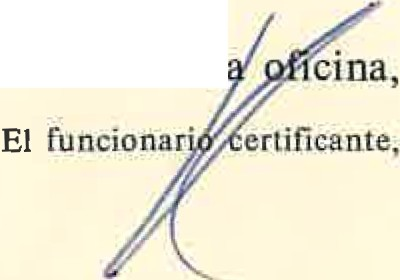 a oficina,
El funcionario certificante,